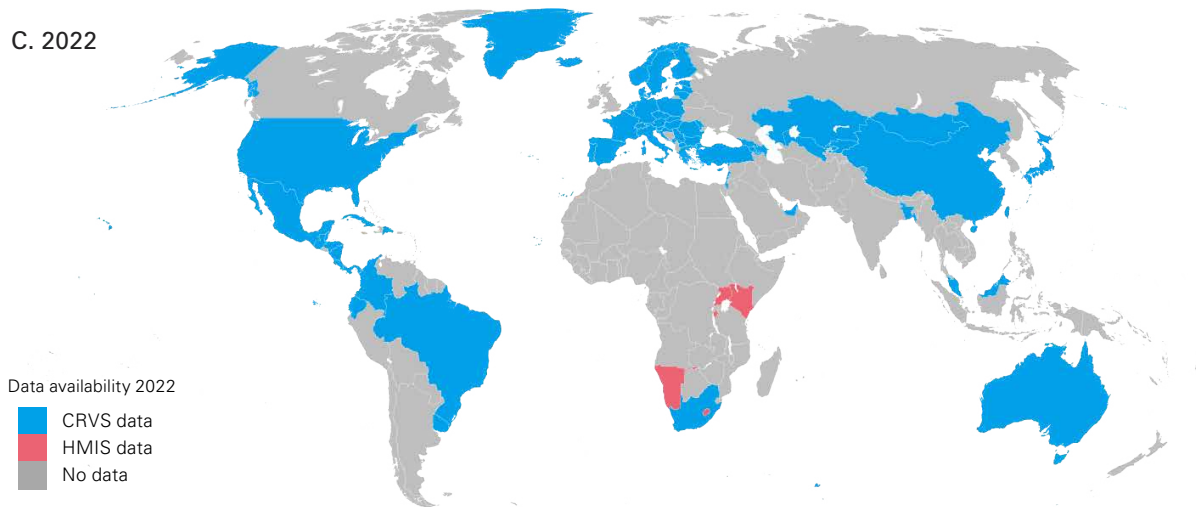 C. 2022
Data availability 2022
CRVS data
HMIS data
No data